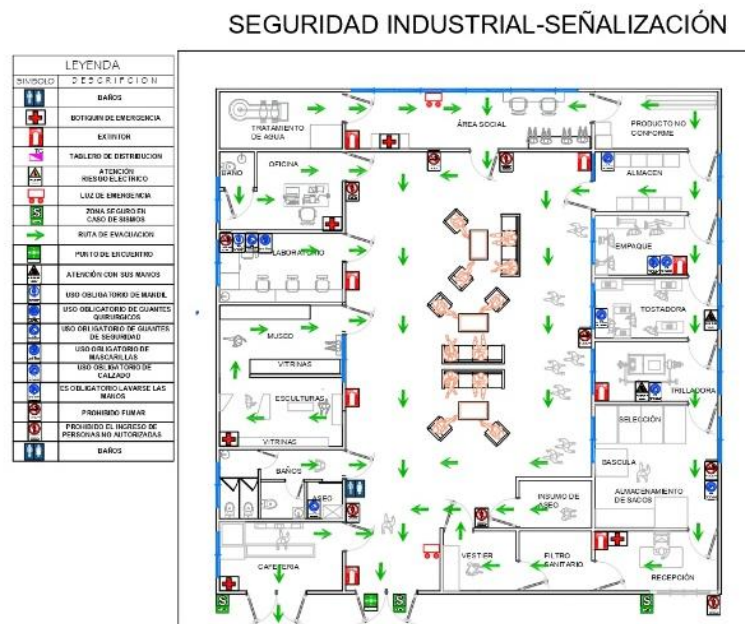 SEGURIDAD INDUSTRIAL-SEÑALIZACIÓN
LEYENDA
SIMBOLO DESCRIPCION
BAÑOS
BOTIQUIN DE EMERGENCIA
EXTINTOR
TABLERO DE DISTRIBUCION
ATENCIÓN
RIESGO ELECTRICO
LUZ DE EMERGENCIA
ZONA SEGURO EN
CASO DE SISMOS
RUTA DE EVACUACION
PUNTO DE ENCUENTRO
ATENCIÓN CON SUS MANOS
USO OBLIGATORIO DE MANDIL
USO OBLIGATORIO DE GUANTES
QUIRURGICOS
USO OBLIGATORIO DE GUANTES
DE SEGURIDAD
USO OBLIGATORIO DE
MASCARILLAS
USO OBLIGATORIO DE
CALZADO
ES OBLIGATORIO LAVARSE LAS
MANOS
PROHIBIDO FUMAR
PROHIBIDO EL INGRESO DE
PERSONAS NO AUTORIZADAS
BAÑOS
TRATAMIENTO
DE AGUA
ÁREA SOCIAL
PRODUCTO NO
CONFORME
BAÑO
OFICINA
ALMACEN
LABORATORIO
EMPAQUE
MUSEO
TOSTADORA
VITRINAS
ESCULTURAS
TRILLADORA
VITRINAS
SELECCIÓN
BAÑOS
BASCULA
ASEO
INSUMO DE
ASEO
ALMACENAMIENTO
DE SACOS
CAFETERIA
VESTIER
FILTRO
SANITARIO
RECEPCIÓN